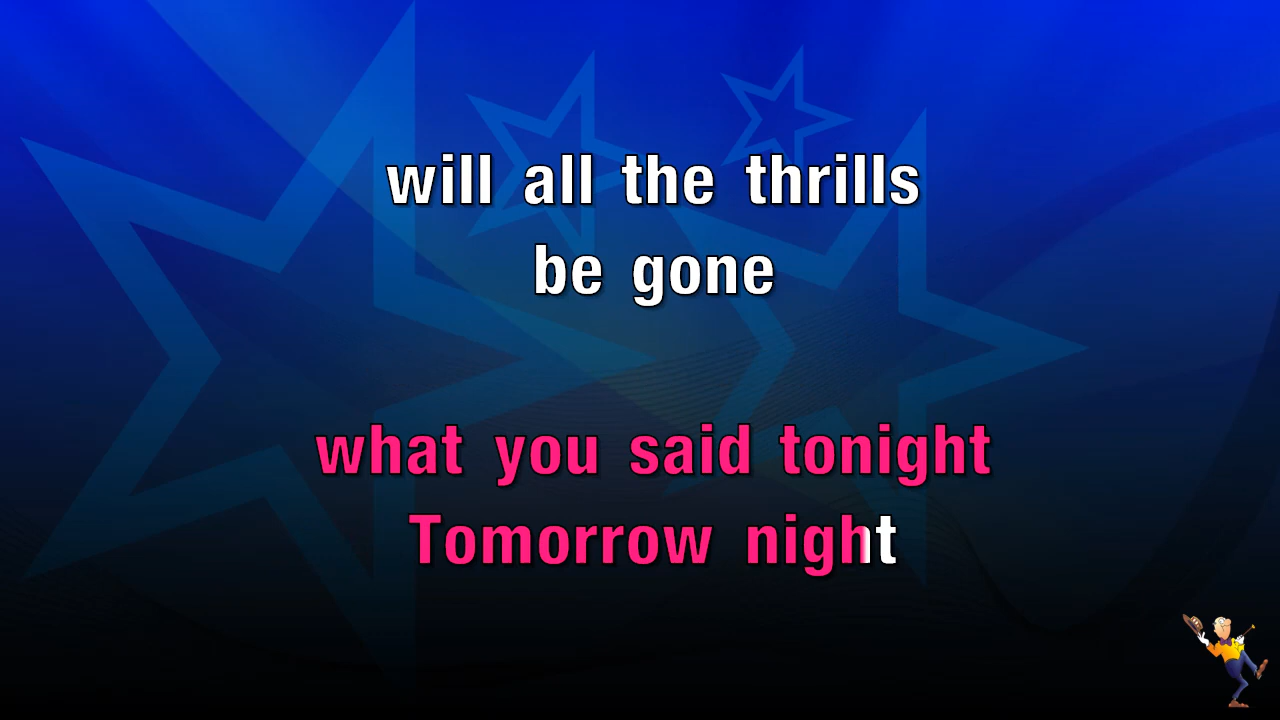 will all the thrills
be gone
what you said tonight
Tomorrow night